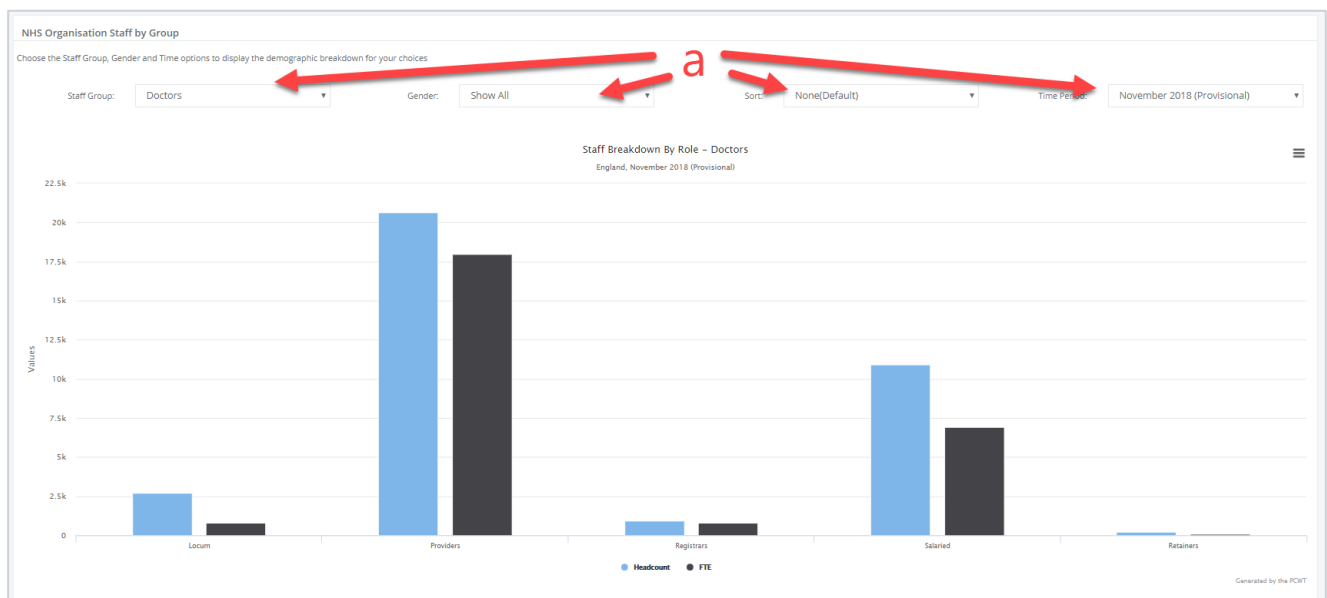 NHS Organisation Staff by Group
Choose the Staff Group, Gender and Time options to display the demographic breakdown for your choices
a
Staff Group: Doctors Gender: Show All Sort: None(Default) Time Period: November 2018 (Provisional)
Staff Breakdown By Role – Doctors
England, November 2018 (Provisional)
22.5k
20k
17.5k
15k
12.5k
10k
7.5k
5k
2.5k
0
Values
Locum Providers Registrars Salaried Retainers
Headcount FTE
Generated by the PCWT